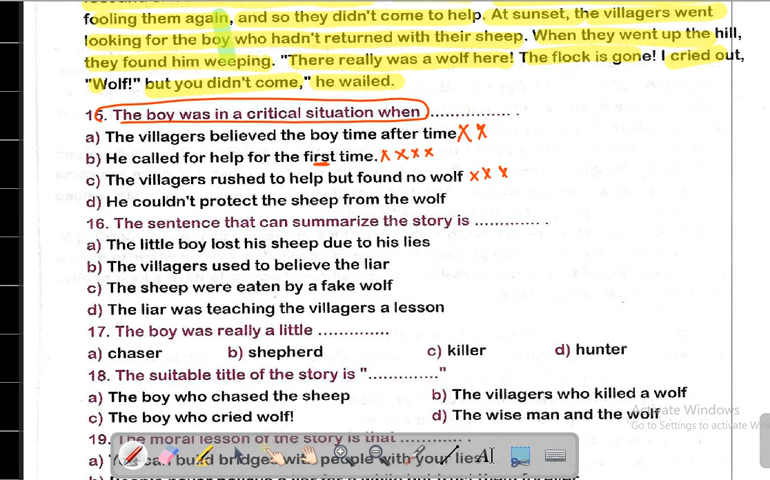 fooling them again, and so they didn't come to help. At sunset, the villagers went
looking for the boy who hadn't returned with their sheep. When they went up the hill,
they found him weeping. "There really was a wolf here! The flock is gone! I cried out,
"Wolf!" but you didn't come," he wailed.
15. The boy was in a critical situation when ................ .
a) The villagers believed the boy time after time X X
b) He called for help for the first time. X X X X
c) The villagers rushed to help but found no wolf X X X
d) He couldn't protect the sheep from the wolf
16. The sentence that can summarize the story is ............ .
a) The little boy lost his sheep due to his lies
b) The villagers used to believe the liar
c) The sheep were eaten by a fake wolf
d) The liar was teaching the villagers a lesson
17. The boy was really a little .............
a) chaser b) shepherd c) killer d) hunter
18. The suitable title of the story is "............."
a) The boy who chased the sheep b) The villagers who killed a wolf
c) The boy who cried wolf! d) The wise man and the wolf
Activate Windows
Go to Settings to activate Windows
19. The moral lesson of the story is that ............ .
a) You can build bridges with people with your lies
AI